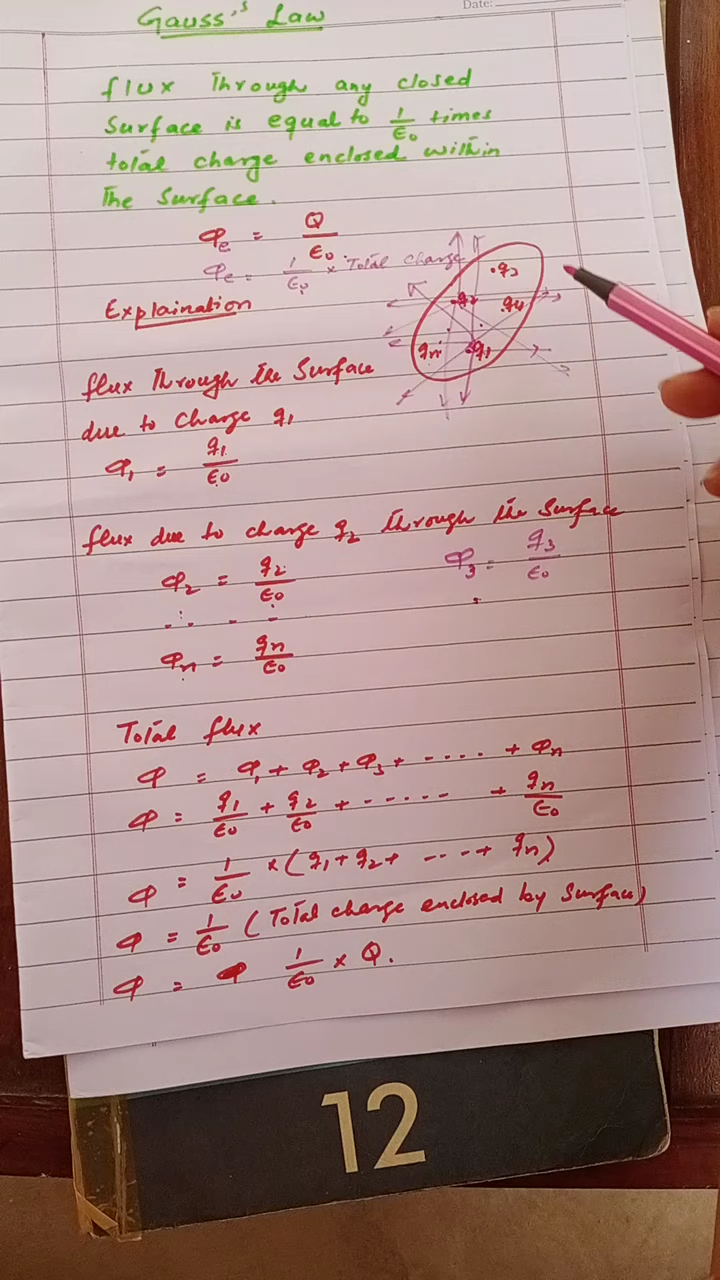 Date:
Gauss's Law
flux Through any closed
Surface is equal to 1/ε₀ times
total charge enclosed within
The Surface.
φe = Q/ε₀.
φe = 1/ε₀ × Total Charge
Explaination
q3
q2
q4
qn
q1
flux Through the Surface
due to Charge q1
φ1 = q1/ε₀
flux due to charge q2 through the Surface
φ2 = q2/ε₀
φ3 = q3/ε₀
φn = qn/ε₀
Total flux
φ = φ1 + φ2 + φ3 + ..... + φn
φ = q1/ε₀ + q2/ε₀ + ------- + qn/ε₀
φ = 1/ε₀ × (q1 + q2 + ----+ qn)
φ = 1/ε₀ (Total charge enclosed by Surface)
φ = 1/ε₀ × Q.
12